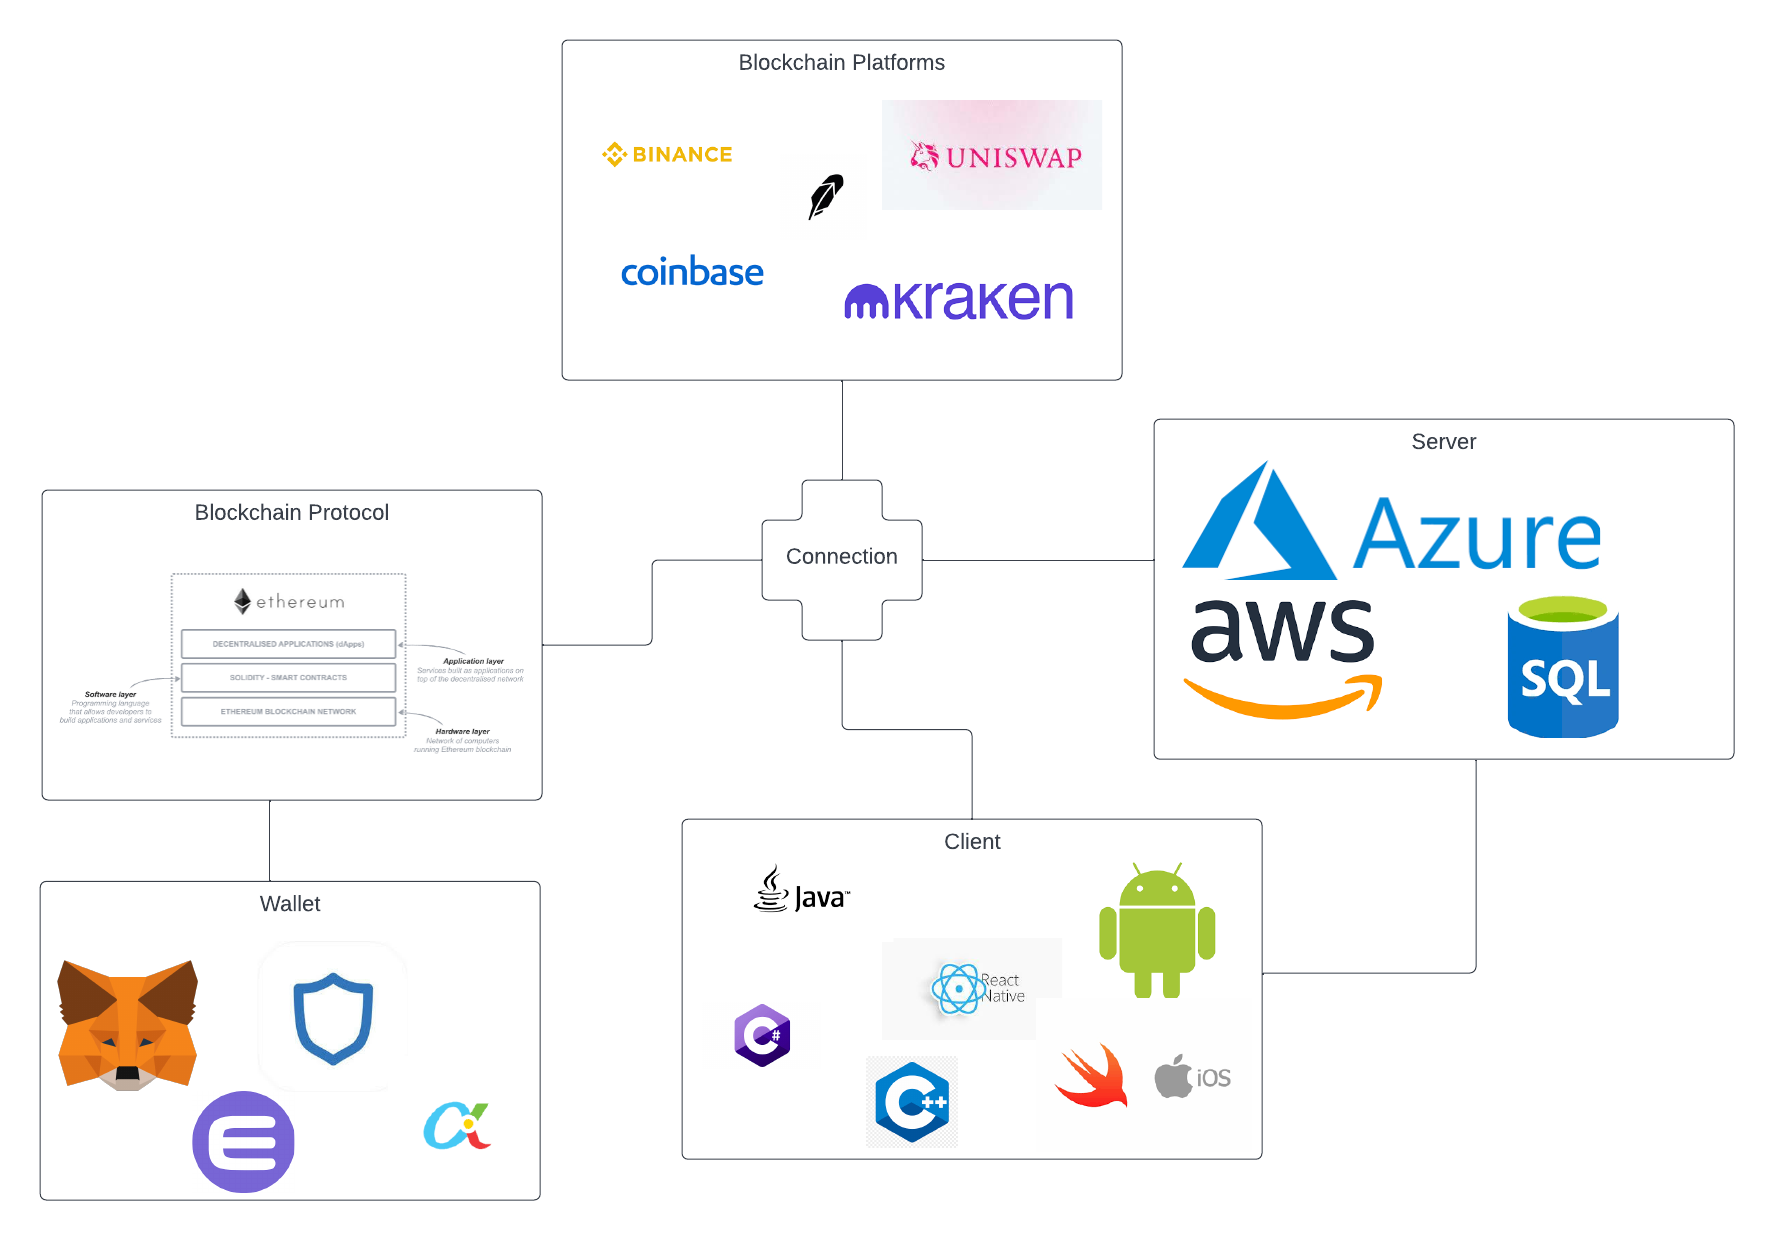 Blockchain Platforms
BINANCE
UNISWAP
coinbase
kraken
Server
Azure
aws
SQL
Connection
Blockchain Protocol
ethereum
DECENTRALISED APPLICATIONS (dApps)
SOLIDITY - SMART CONTRACTS
ETHEREUM BLOCKCHAIN NETWORK
Application layer
Services built as applications on
top of the decentralised network
Software layer
Programming language
that allows developers to
build applications and services
Hardware layer
Network of computers
running Ethereum blockchain
Client
Java™
React
Native
C#
C++
iOS
Wallet